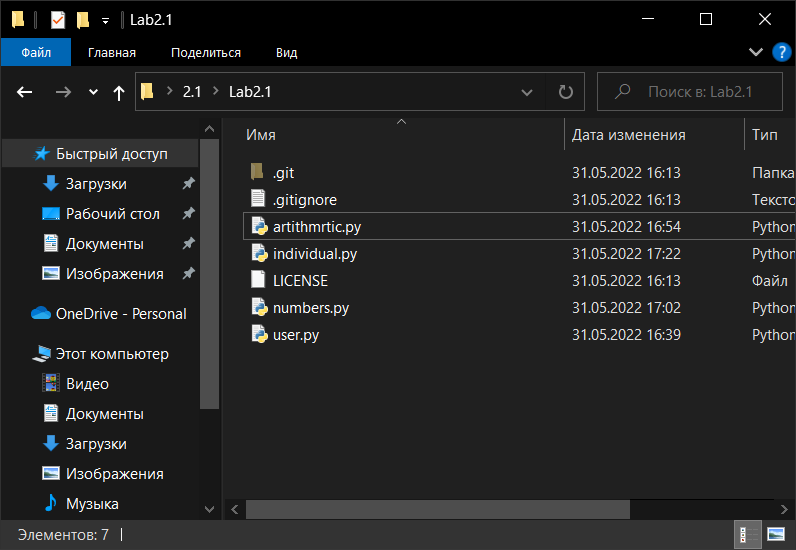 Lab2.1
Файл Главная Поделиться Вид
2.1 Lab2.1 Поиск в: Lab2.1
Быстрый доступ
Загрузки
Рабочий стол
Документы
Изображения
OneDrive - Personal
Этот компьютер
Видео
Документы
Загрузки
Изображения
Музыка
Имя Дата изменения Тип
.git 31.05.2022 16:13 Папка
.gitignore 31.05.2022 16:13 Тексто
artithmrtic.py 31.05.2022 16:54 Python
individual.py 31.05.2022 17:22 Python
LICENSE 31.05.2022 16:13 Файл
numbers.py 31.05.2022 17:02 Python
user.py 31.05.2022 16:39 Python
Элементов: 7